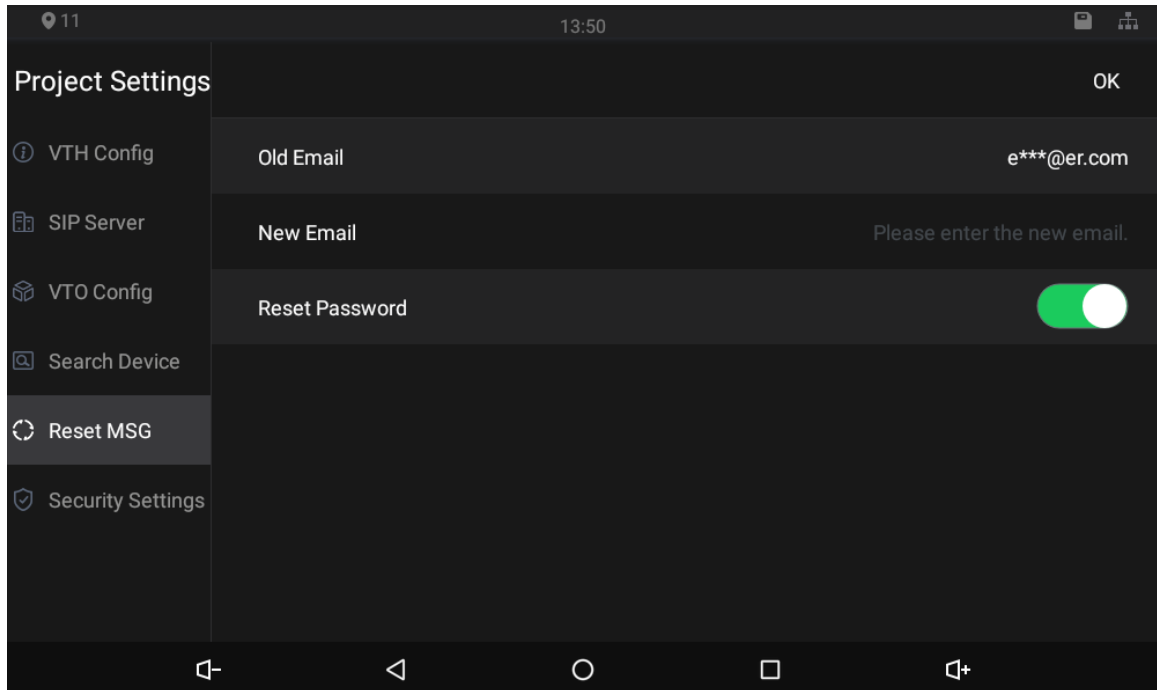 11
13:50
Project Settings
OK
VTH Config
SIP Server
VTO Config
Search Device
Reset MSG
Security Settings
Old Email
e***@er.com
New Email
Please enter the new email.
Reset Password